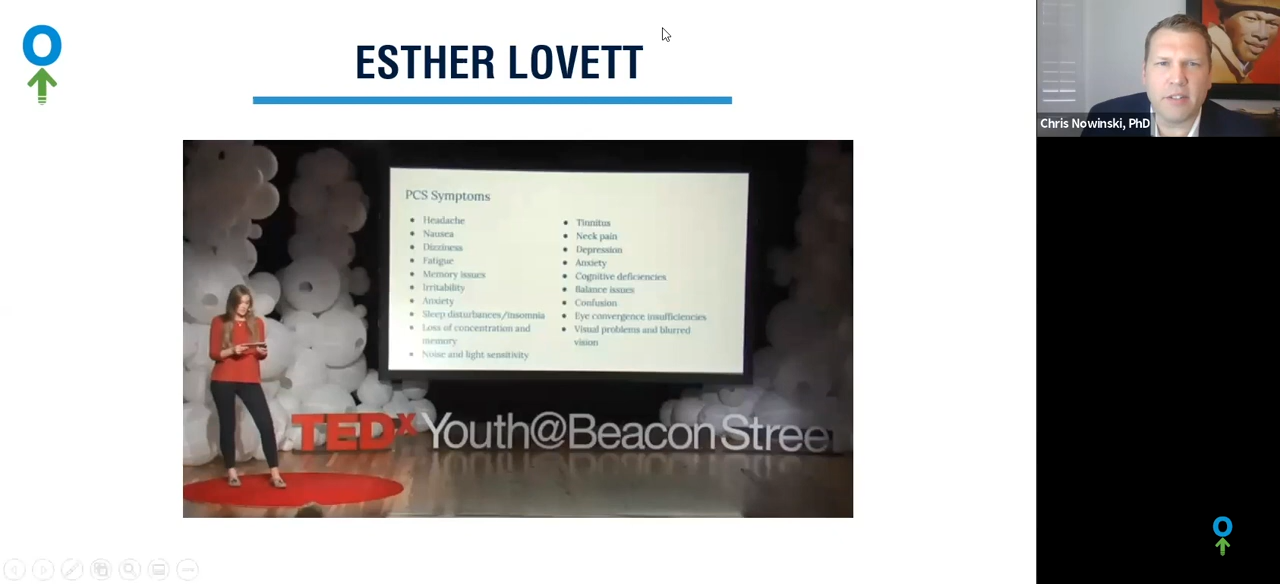 ESTHER LOVETT
PCS Symptoms
Headache
Nausea
Dizziness
Fatigue
Memory issues
Irritability
Anxiety
Sleep disturbances/insomnia
Loss of concentration and
memory
Noise and light sensitivity
Tinnitus
Neck pain
Depression
Anxiety
Cognitive deficiencies
Balance issues
Confusion
Eye convergence insufficiencies
Visual problems and blurred
vision
TEDx Youth@BeaconStree
Chris Nowinski, PhD